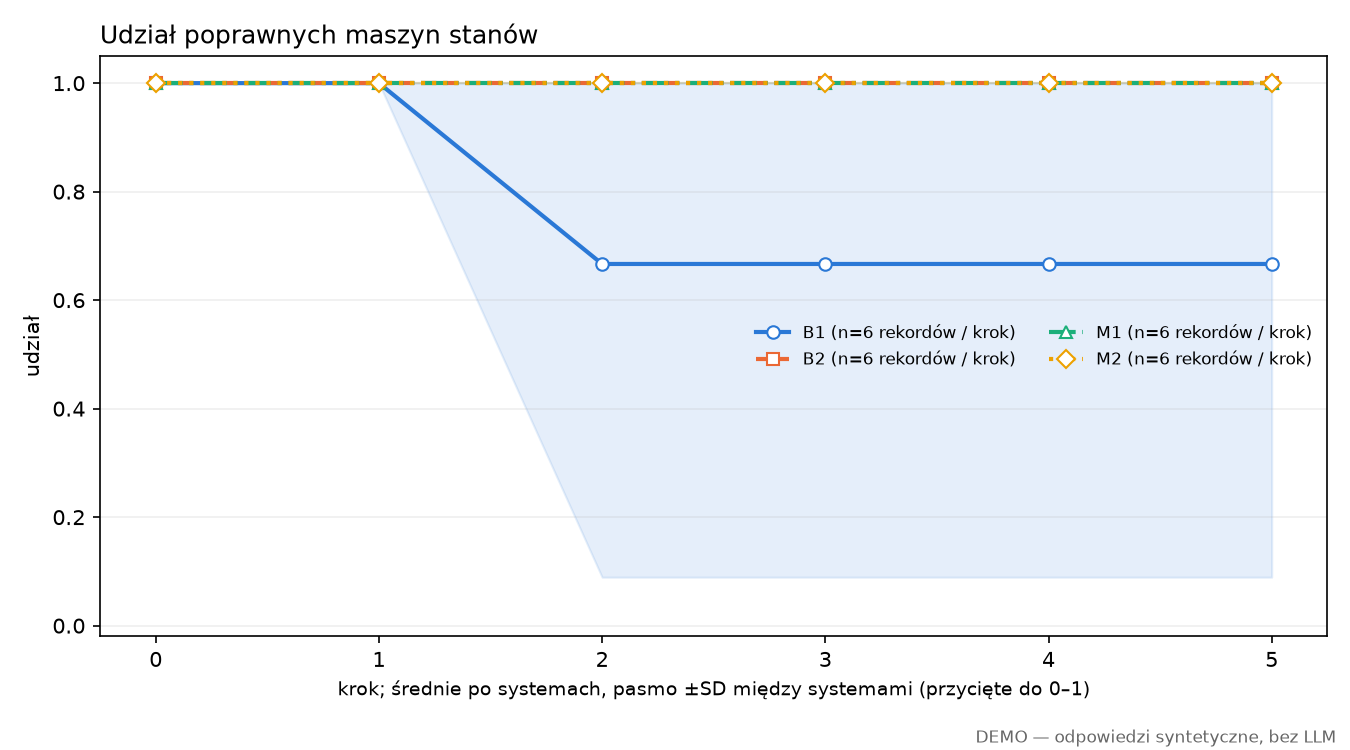 Udział poprawnych maszyn stanów
1.0
0.8
0.6
0.4
0.2
0.0
udział
B1 (n=6 rekordów / krok)
B2 (n=6 rekordów / krok)
M1 (n=6 rekordów / krok)
M2 (n=6 rekordów / krok)
0 1 2 3 4 5
krok; średnie po systemach, pasmo ±SD między systemami (przycięte do 0–1)
DEMO — odpowiedzi syntetyczne, bez LLM